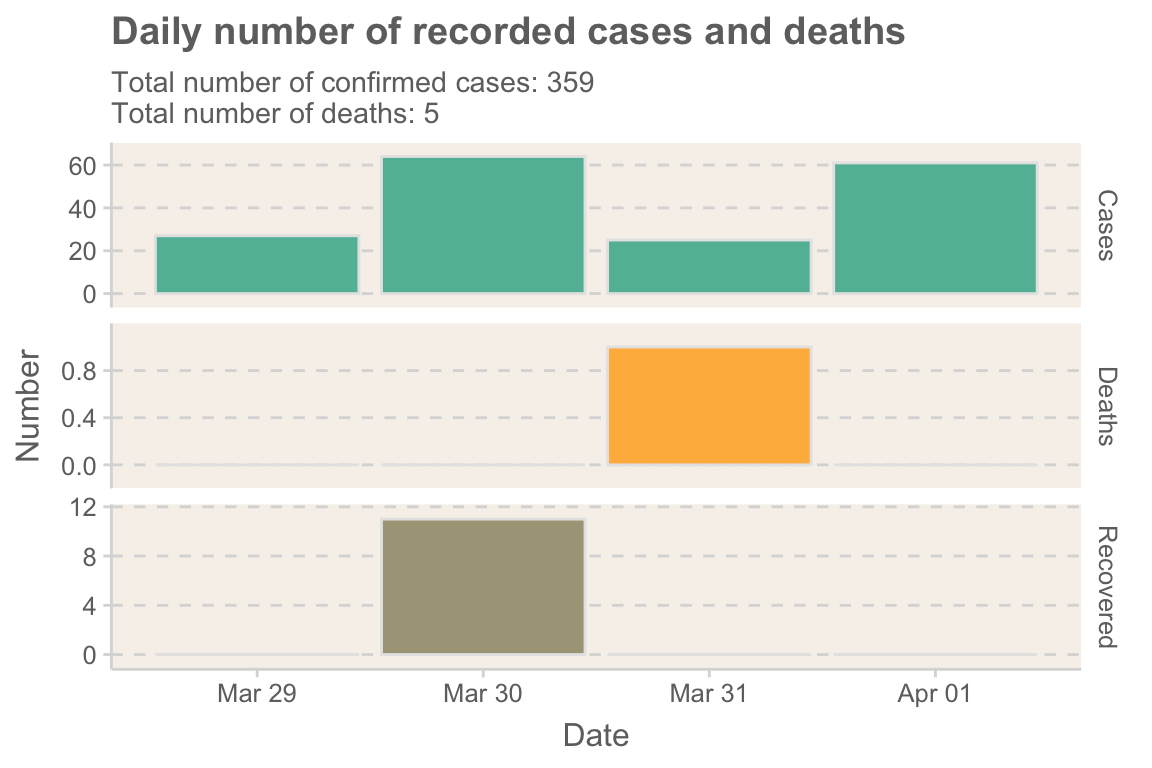 Daily number of recorded cases and deaths
Total number of confirmed cases: 359
Total number of deaths: 5
60
40
20
0
Cases
0.8
0.4
0.0
Deaths
12
8
4
0
Recovered
Number
Mar 29
Mar 30
Mar 31
Apr 01
Date